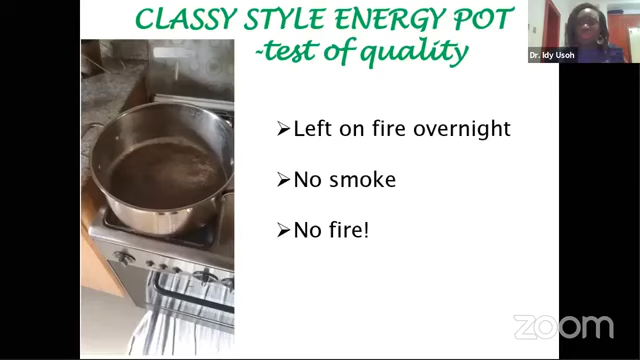 CLASSY STYLE ENERGY POT
-test of quality
Dr. Idy Usoh
➢Left on fire overnight
➢No smoke
➢No fire!
zoom